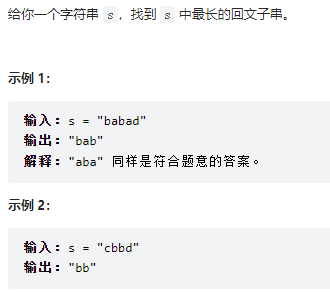 给你一个字符串 s，找到 s 中最长的回文子串。
示例 1：
输入：s = "babad"
输出："bab"
解释："aba" 同样是符合题意的答案。
示例 2：
输入：s = "cbbd"
输出："bb"